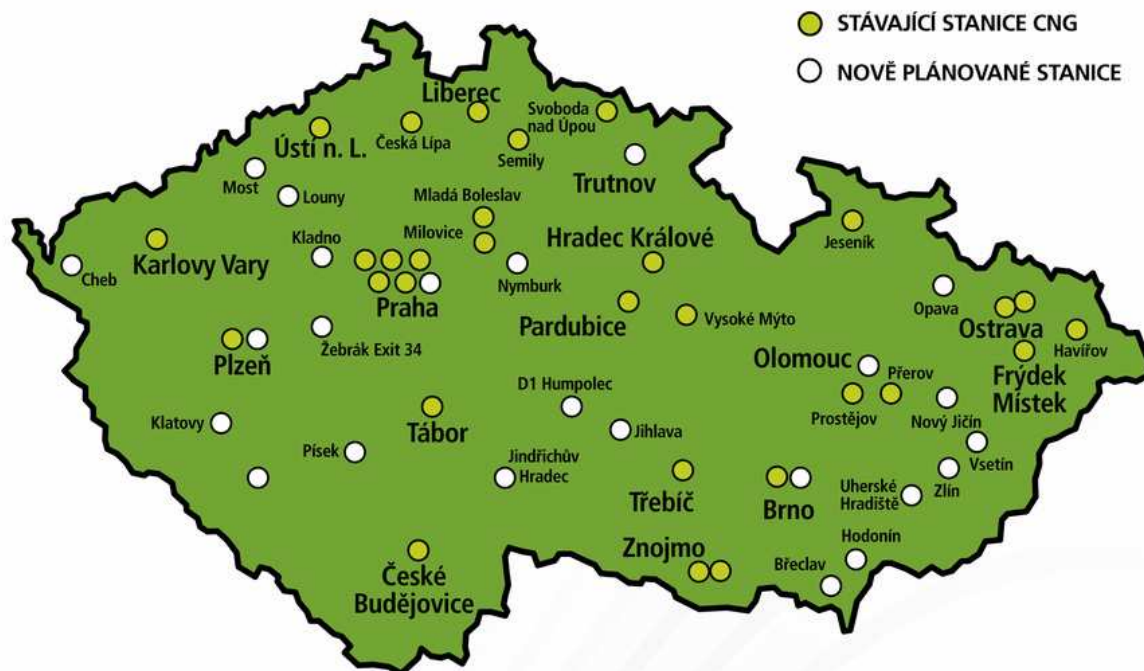 STÁVAJÍCÍ STANICE CNG
NOVĚ PLÁNOVANÉ STANICE
Liberec
Svoboda
nad Úpou
Ústí n. L.
Česká Lípa
Semily
Most
Trutnov
Louny
Mladá Boleslav
Kladno
Milovice
Hradec Králové
Jeseník
Karlovy Vary
Cheb
Nymburk
Praha
Opava
Pardubice
Vysoké Mýto
Ostrava
Žebrák Exit 34
Havířov
Plzeň
Olomouc
Přerov
Frýdek
Místek
D1 Humpolec
Prostějov
Nový Jičín
Klatovy
Tábor
Jihlava
Písek
Jindřichův
Hradec
Vsetín
Třebíč
Brno
Uherské
Hradiště
Zlín
Hodonín
Znojmo
Břeclav
České
Budějovice